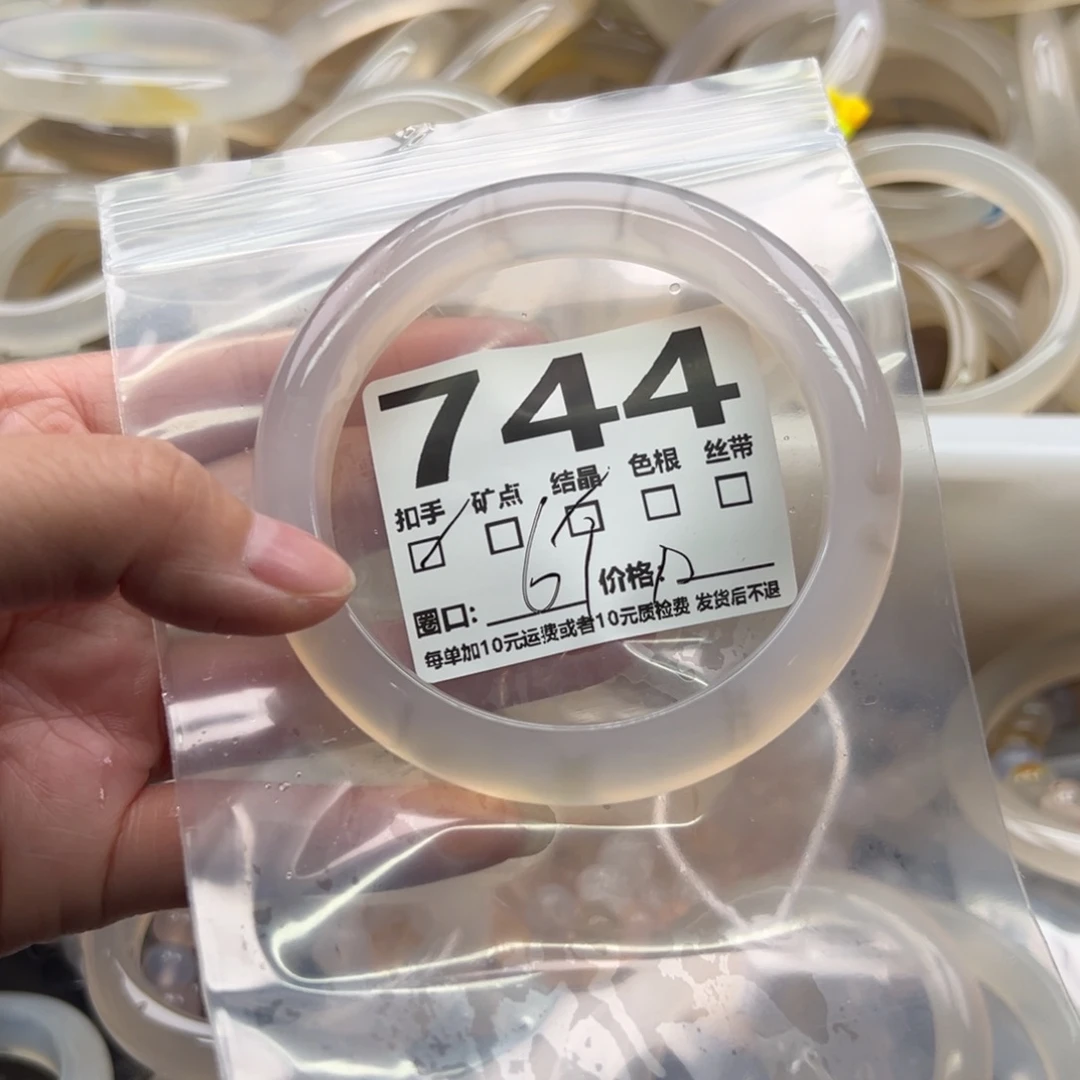 744
扣手 矿点 结晶 色根 丝带
圈口: 价格:
每单加10元运费或者10元质检费 发货后不退